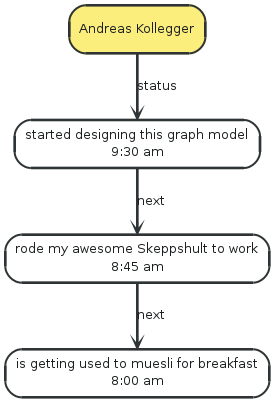 Andreas Kollegger
status
started designing this graph model
9:30 am
next
rode my awesome Skeppshult to work
8:45 am
next
is getting used to muesli for breakfast
8:00 am